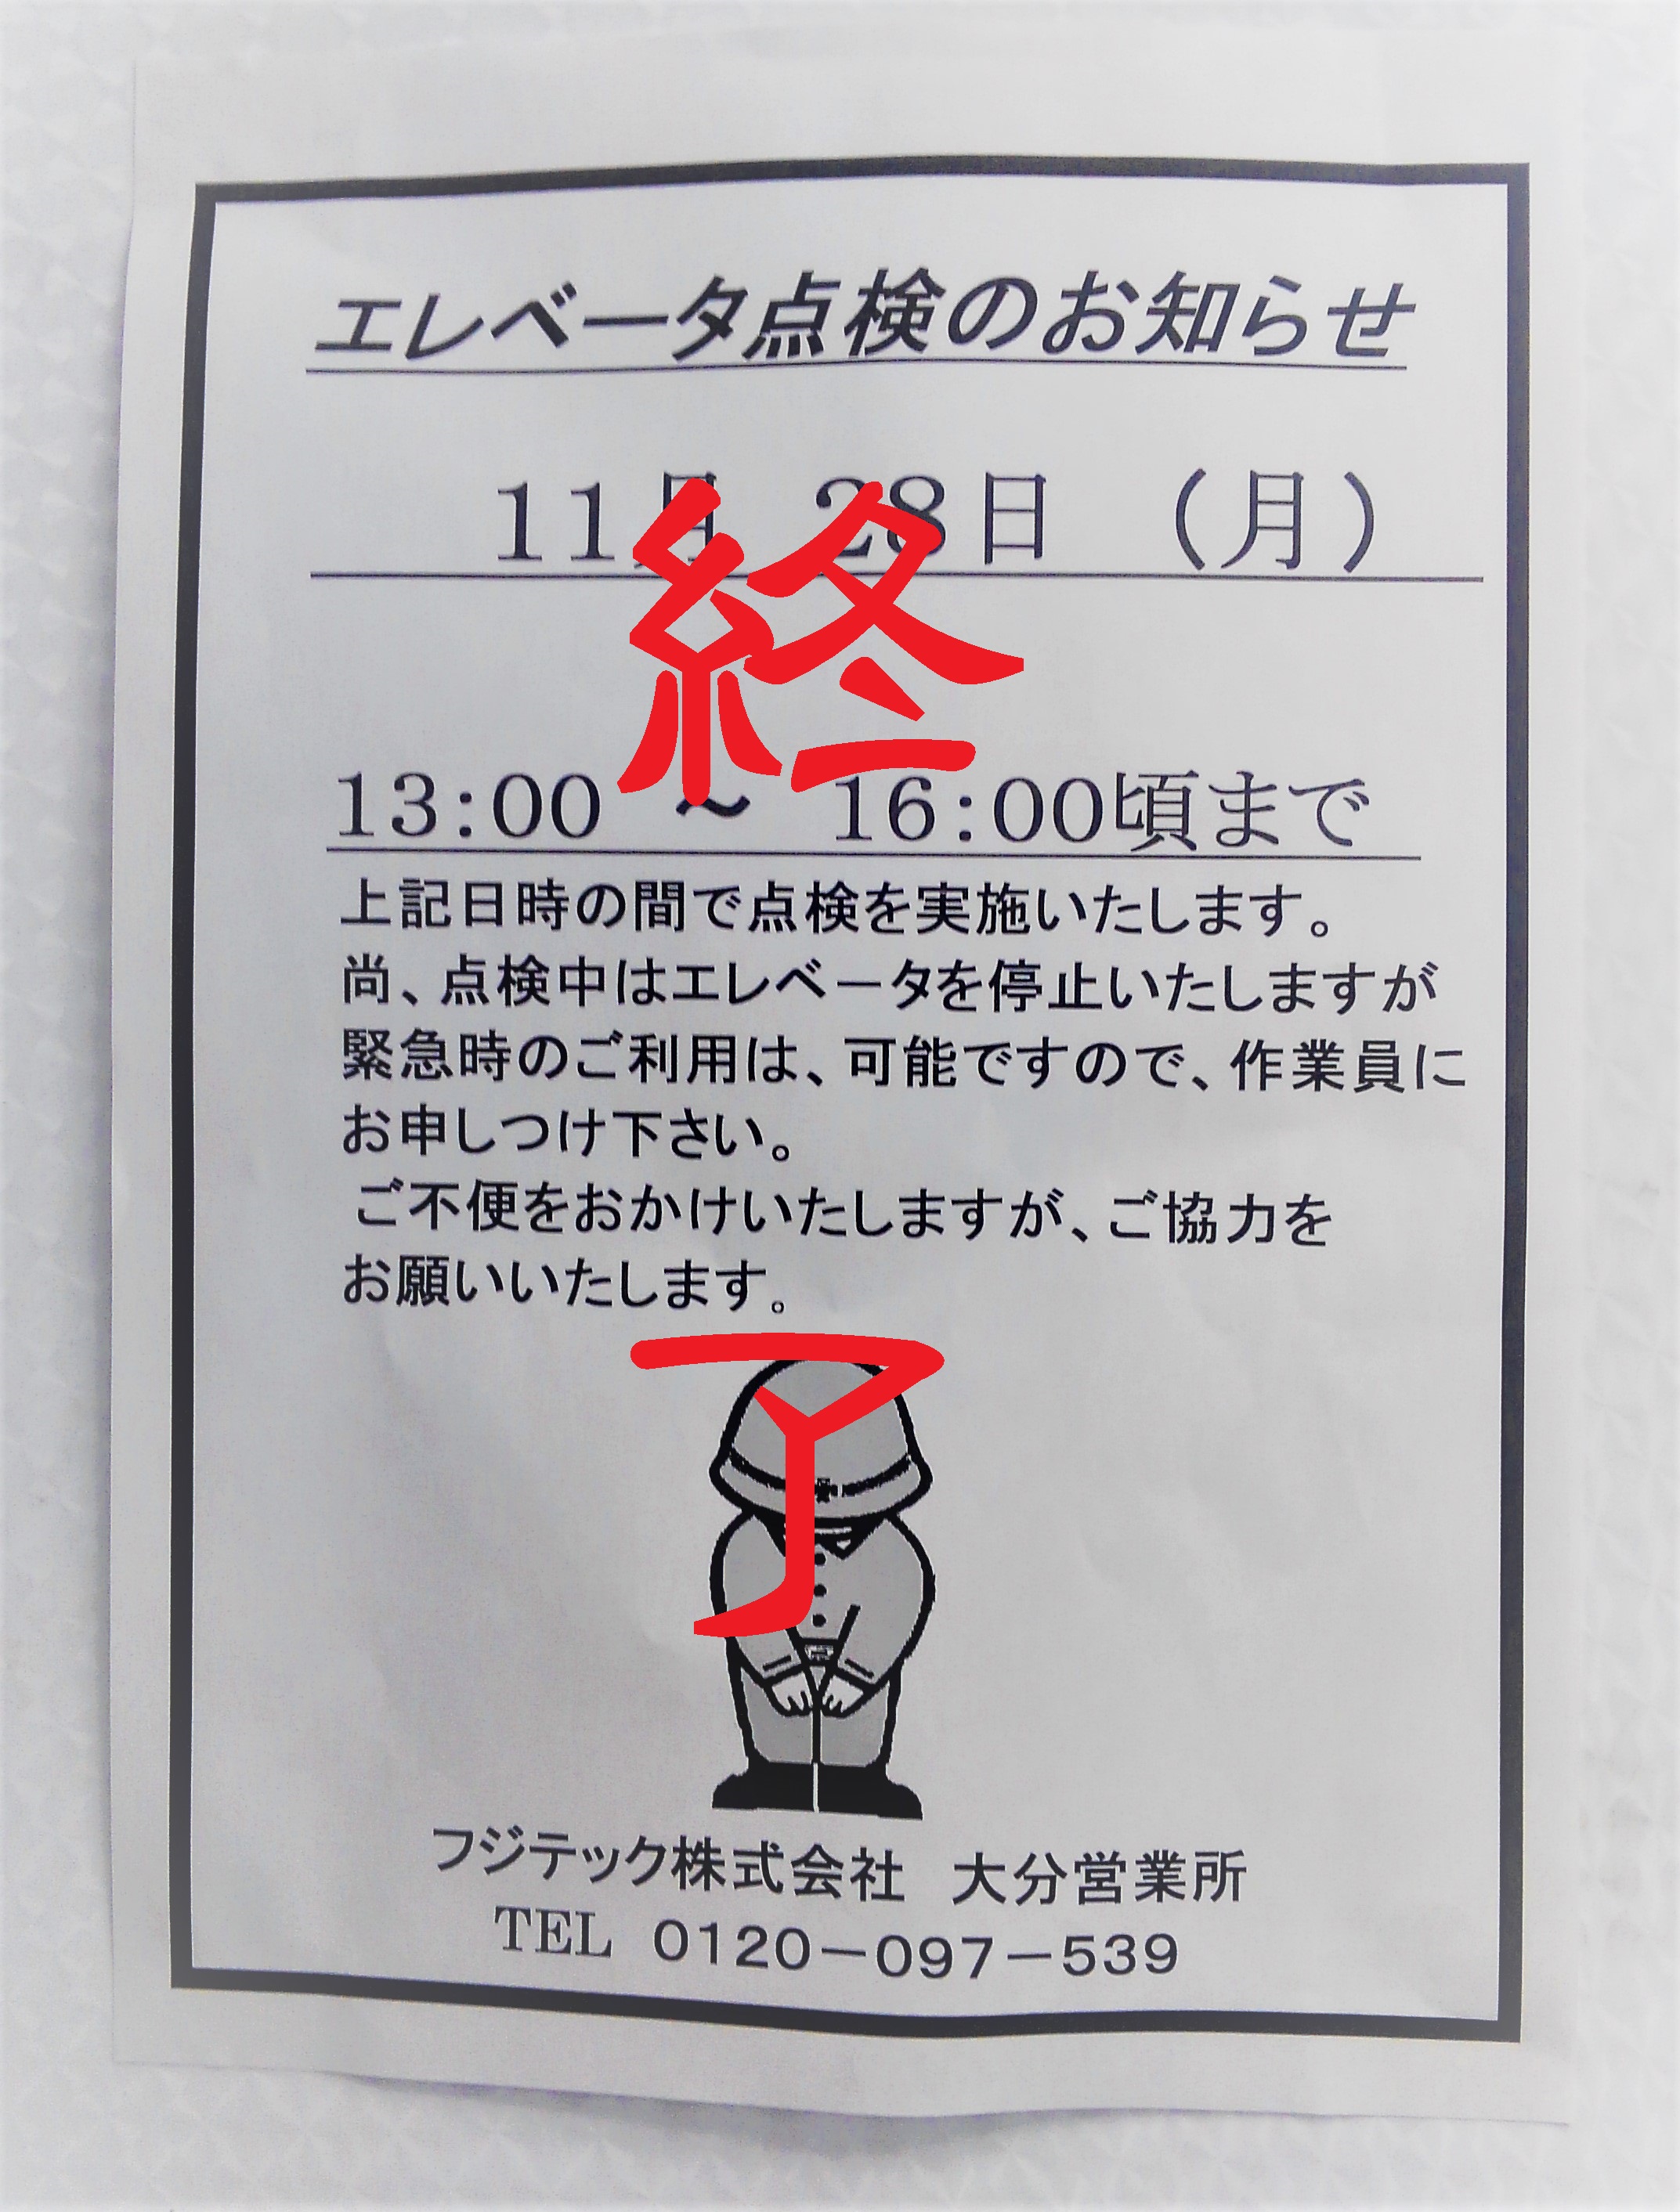 エレベータ点検のお知らせ
11月 28日 （月）
終
13:00 ～ 16:00頃まで
上記日時の間で点検を実施いたします。
尚、点検中はエレベータを停止いたしますが
緊急時のご利用は、可能ですので、作業員に
お申しつけ下さい。
ご不便をおかけいたしますが、ご協力を
お願いいたします。
了
フジテック株式会社 大分営業所
TEL 0120－097－539